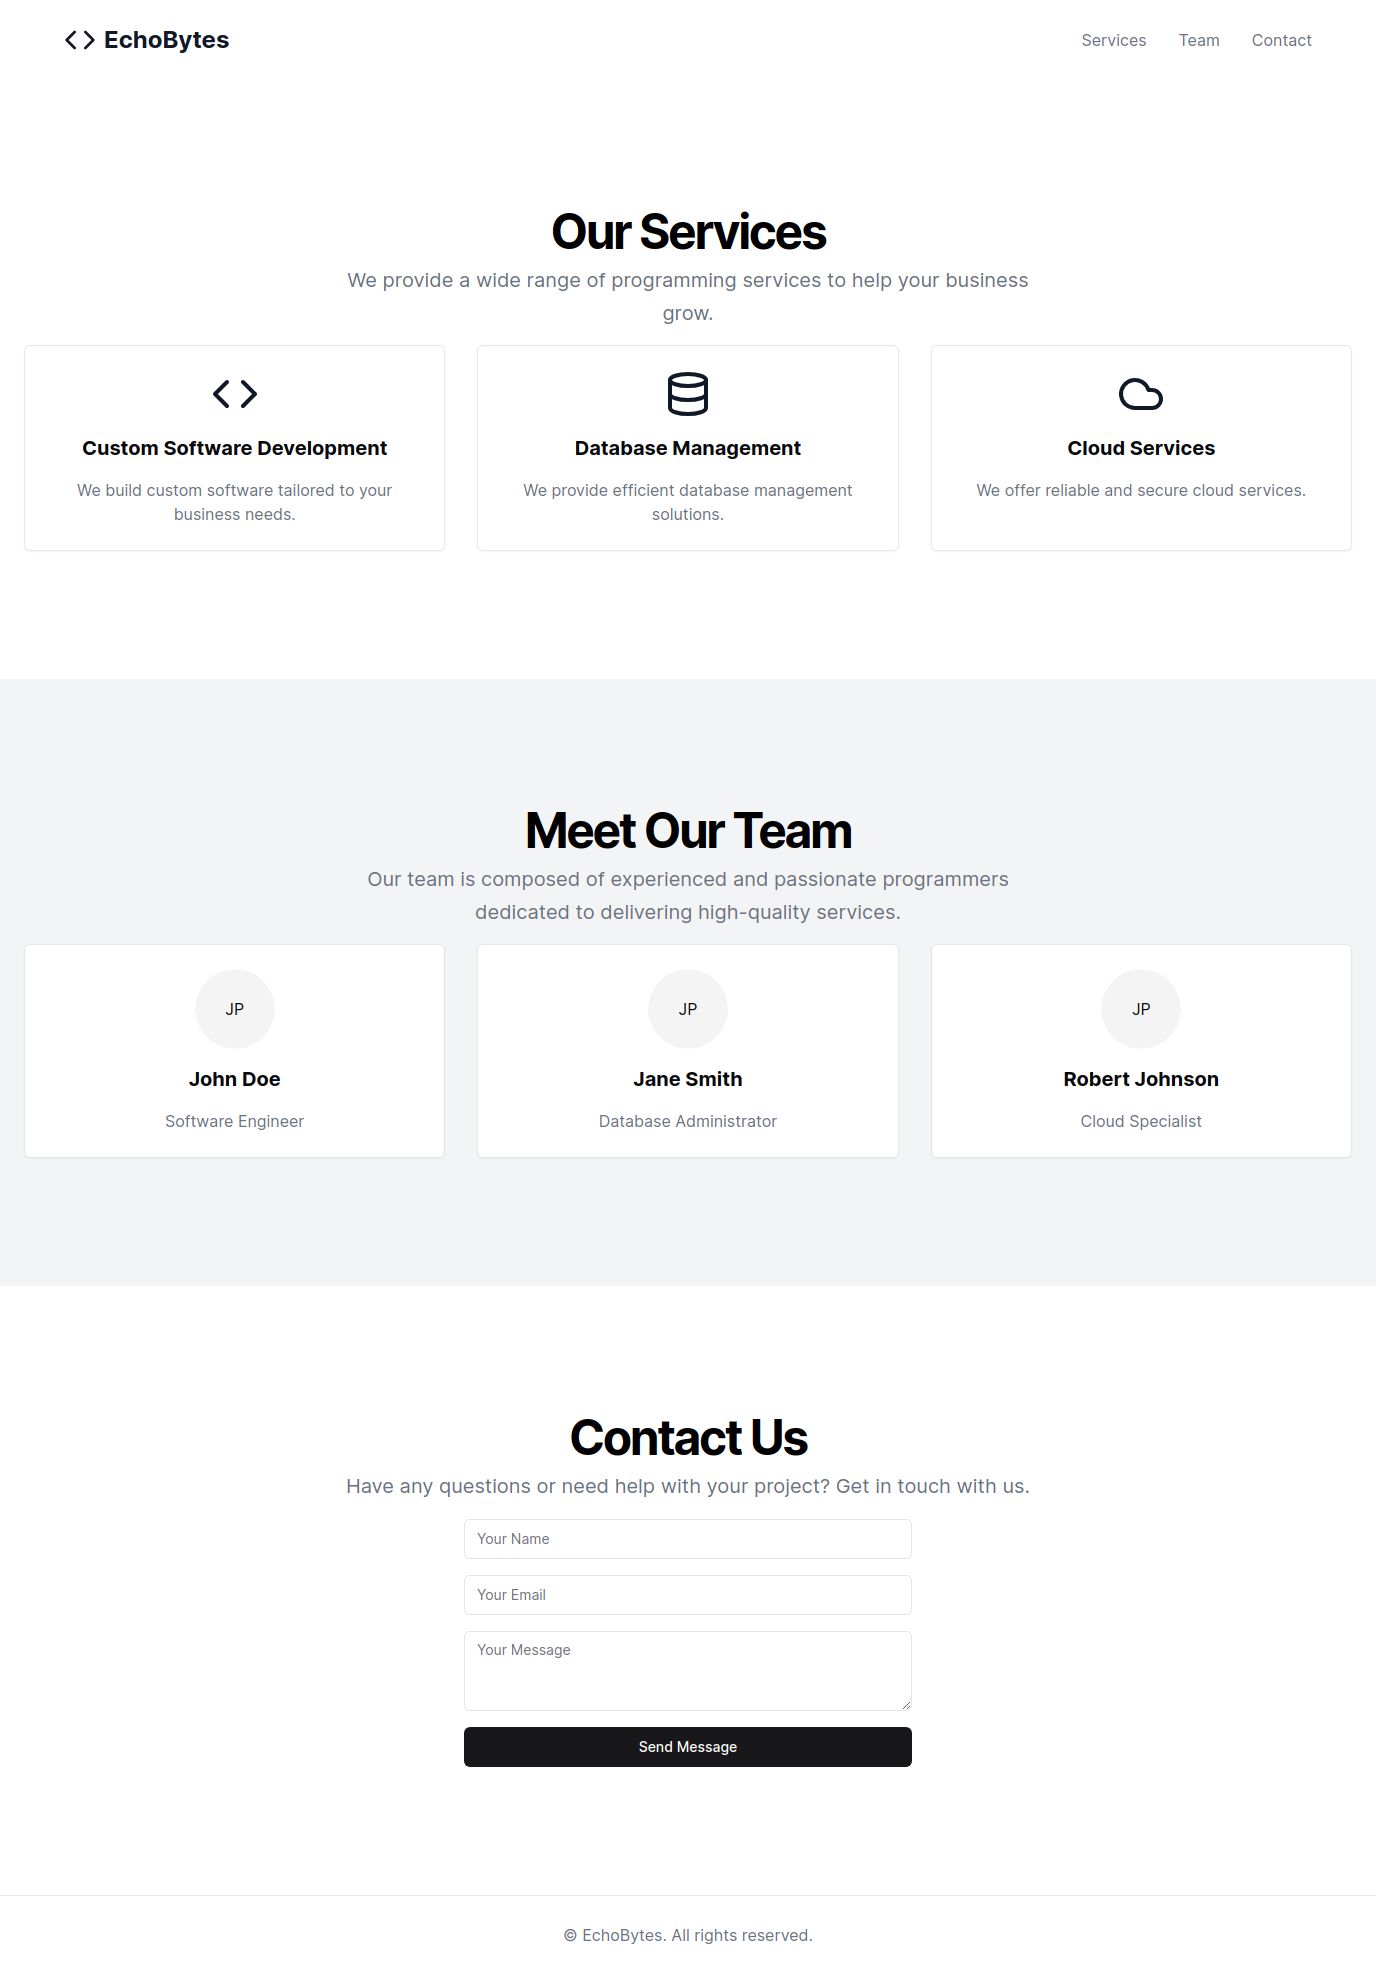 EchoBytes
Services Team Contact
Our Services
We provide a wide range of programming services to help your business
grow.
Custom Software Development
We build custom software tailored to your
business needs.
Database Management
We provide efficient database management
solutions.
Cloud Services
We offer reliable and secure cloud services.
Meet Our Team
Our team is composed of experienced and passionate programmers
dedicated to delivering high-quality services.
JP
John Doe
Software Engineer
JP
Jane Smith
Database Administrator
JP
Robert Johnson
Cloud Specialist
Contact Us
Have any questions or need help with your project? Get in touch with us.
Your Name
Your Email
Your Message
Send Message
© EchoBytes. All rights reserved.